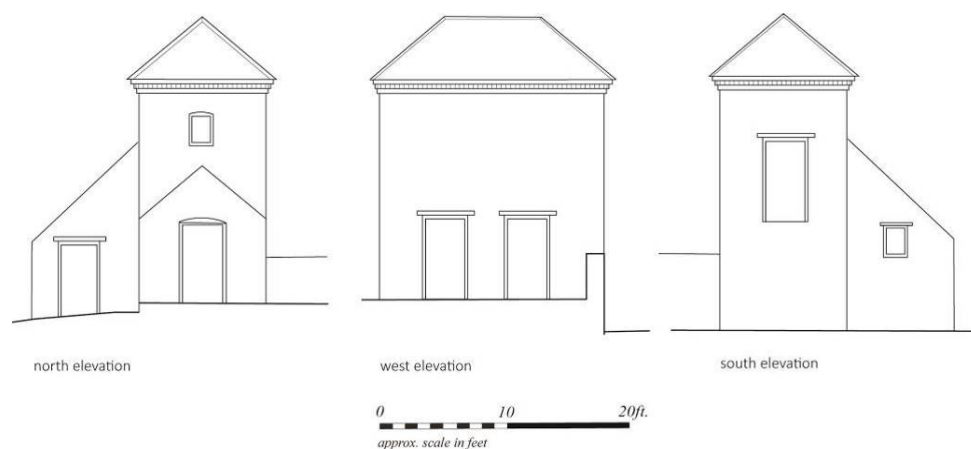 north elevation
west elevation
south elevation
0 10 20ft.
approx. scale in feet